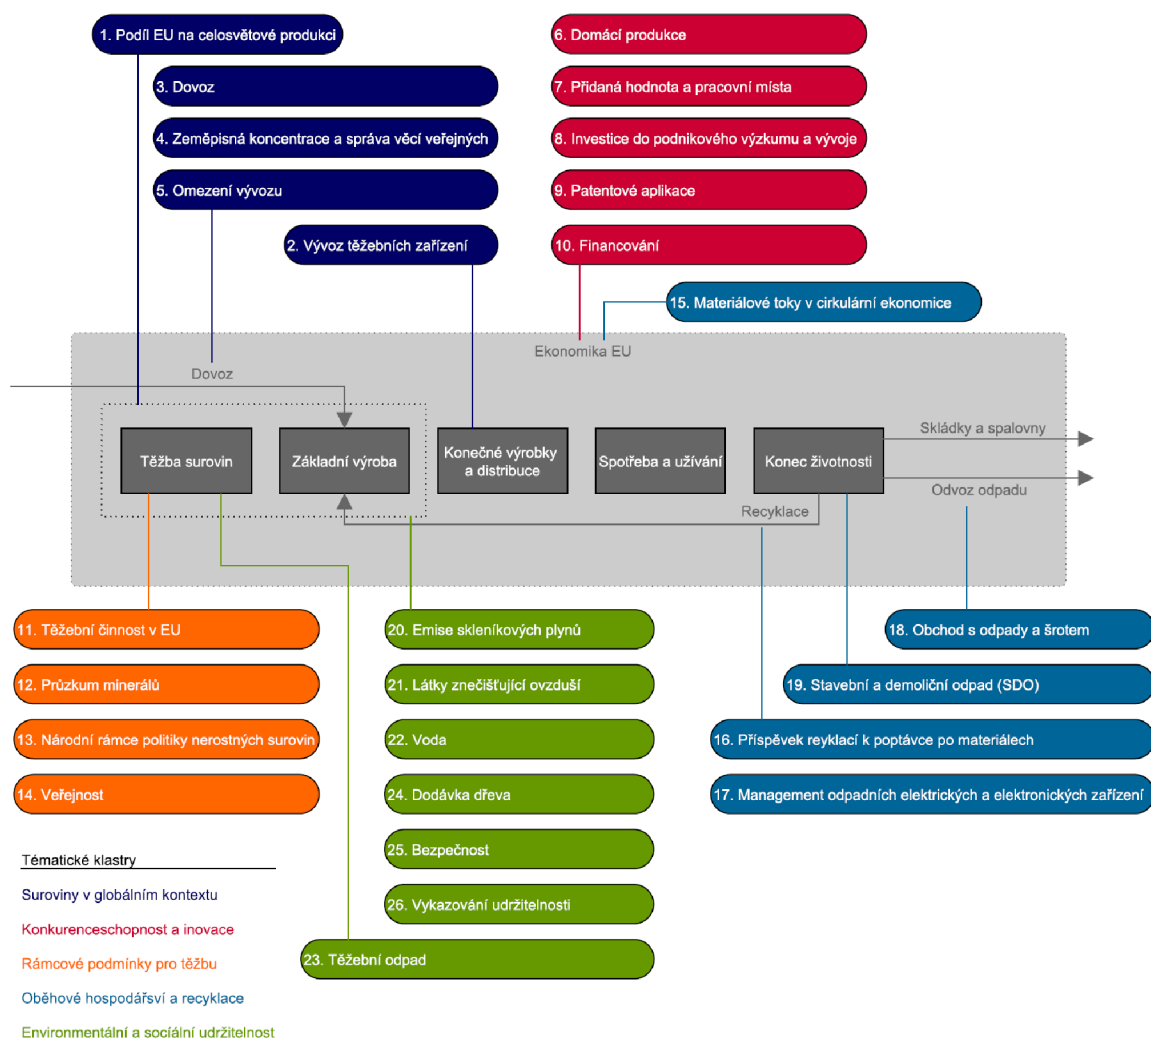 1. Podíl EU na celosvětové produkci
3. Dovoz
4. Zeměpisná koncentrace a správa věcí veřejných
5. Omezení vývozu
2. Vývoz těžebních zařízení
6. Domácí produkce
7. Přidaná hodnota a pracovní místa
8. Investice do podnikového výzkumu a vývoje
9. Patentové aplikace
10. Financování
15. Materiálové toky v cirkulární ekonomice
Ekonomika EU
Dovoz
Těžba surovin
Základní výroba
Konečné výrobky
a distribuce
Spotřeba a užívání
Konec životnosti
Skládky a spalovny
Odvoz odpadu
Recyklace
11. Těžební činnost v EU
12. Průzkum minerálů
13. Národní rámce politiky nerostných surovin
14. Veřejnost
20. Emise skleníkových plynů
21. Látky znečišťující ovzduší
22. Voda
24. Dodávka dřeva
25. Bezpečnost
26. Vykazování udržitelnosti
23. Těžební odpad
18. Obchod s odpady a šrotem
19. Stavební a demoliční odpad (SDO)
16. Příspěvek reyklací k poptávce po materiálech
17. Management odpadních elektrických a elektronických zařízení
Tématické klastry
Suroviny v globálním kontextu
Konkurenceschopnost a inovace
Rámcové podmínky pro těžbu
Oběhové hospodářsví a recyklace
Environmentální a sociální udržitelnost